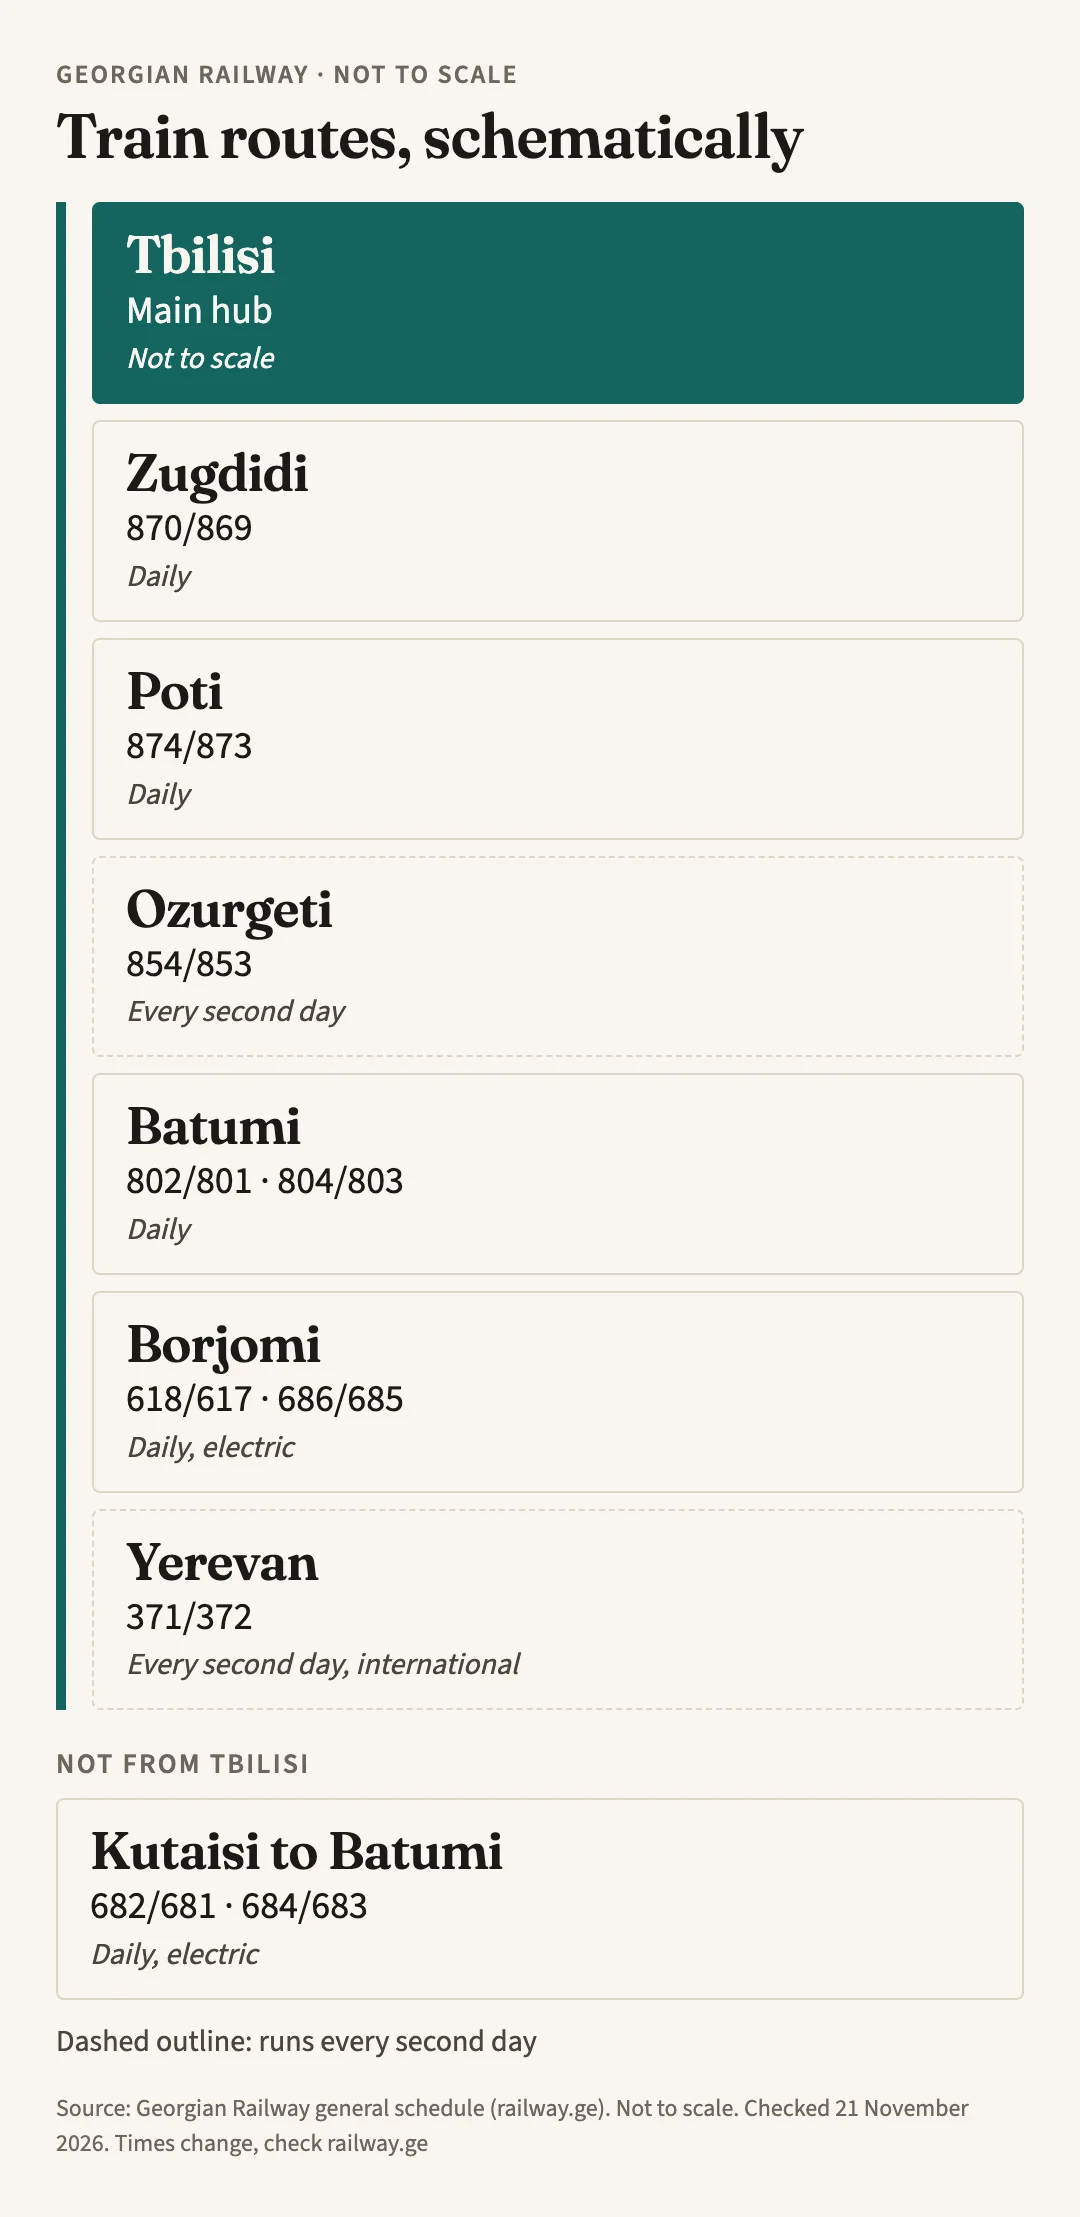 GEORGIAN RAILWAY · NOT TO SCALE
Train routes, schematically
Tbilisi
Main hub
Not to scale
Zugdidi
870/869
Daily
Poti
874/873
Daily
Ozurgeti
854/853
Every second day
Batumi
802/801 · 804/803
Daily
Borjomi
618/617 · 686/685
Daily, electric
Yerevan
371/372
Every second day, international
NOT FROM TBILISI
Kutaisi to Batumi
682/681 · 684/683
Daily, electric
Dashed outline: runs every second day
Source: Georgian Railway general schedule (railway.ge). Not to scale. Checked 21 November
2026. Times change, check railway.ge